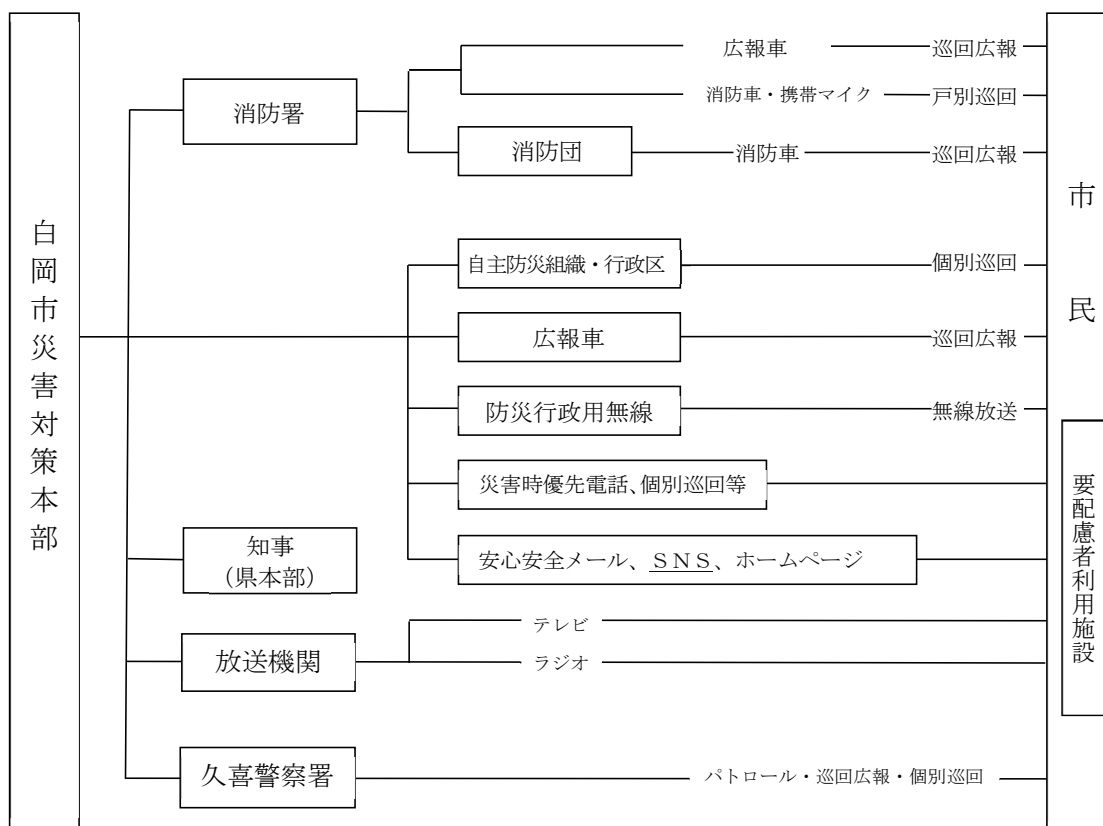 白岡市災害対策本部
消防署
広報車
巡回広報
消防車・携帯マイク
戸別巡回
消防団
消防車
巡回広報
自主防災組織・行政区
個別巡回
広報車
巡回広報
防災行政用無線
無線放送
災害時優先電話、個別巡回等
安心安全メール、ＳＮＳ、ホームページ
知事
（県本部）
放送機関
テレビ
ラジオ
久喜警察署
パトロール・巡回広報・個別巡回
市民
要配慮者利用施設